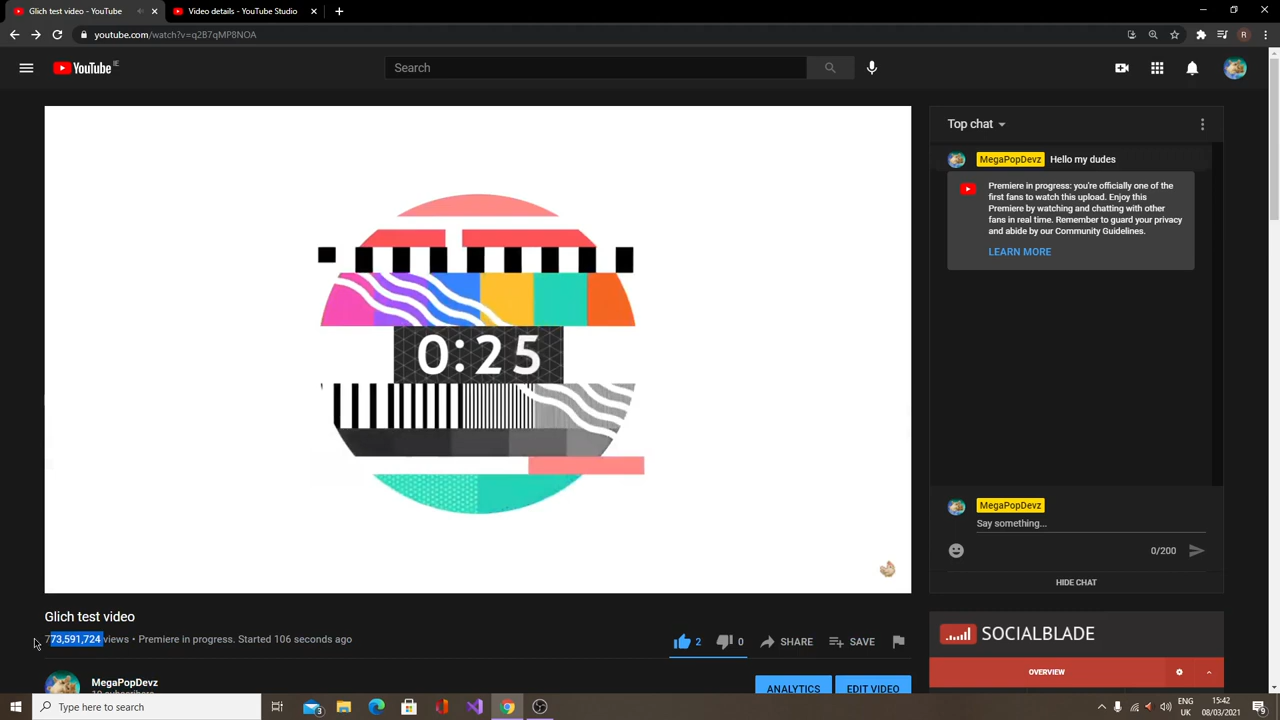 Glich test video - YouTube
Video details - YouTube Studio
youtube.com/watch?v=q2B7qMP8NOA
R
YouTube IE
Search
Top chat
MegaPopDevz Hello my dudes
Premiere in progress: you're officially one of the
first fans to watch this upload. Enjoy this
Premiere by watching and chatting with other
fans in real time. Remember to guard your privacy
and abide by our Community Guidelines.
LEARN MORE
0:25
MegaPopDevz
Say something...
0/200
HIDE CHAT
Glich test video
773,591,724 views • Premiere in progress. Started 106 seconds ago
2
0
SHARE
SAVE
SOCIALBLADE
OVERVIEW
MegaPopDevz
ANALYTICS
EDIT VIDEO
Type here to search
3
ENG
UK
15:42
08/03/2021
9